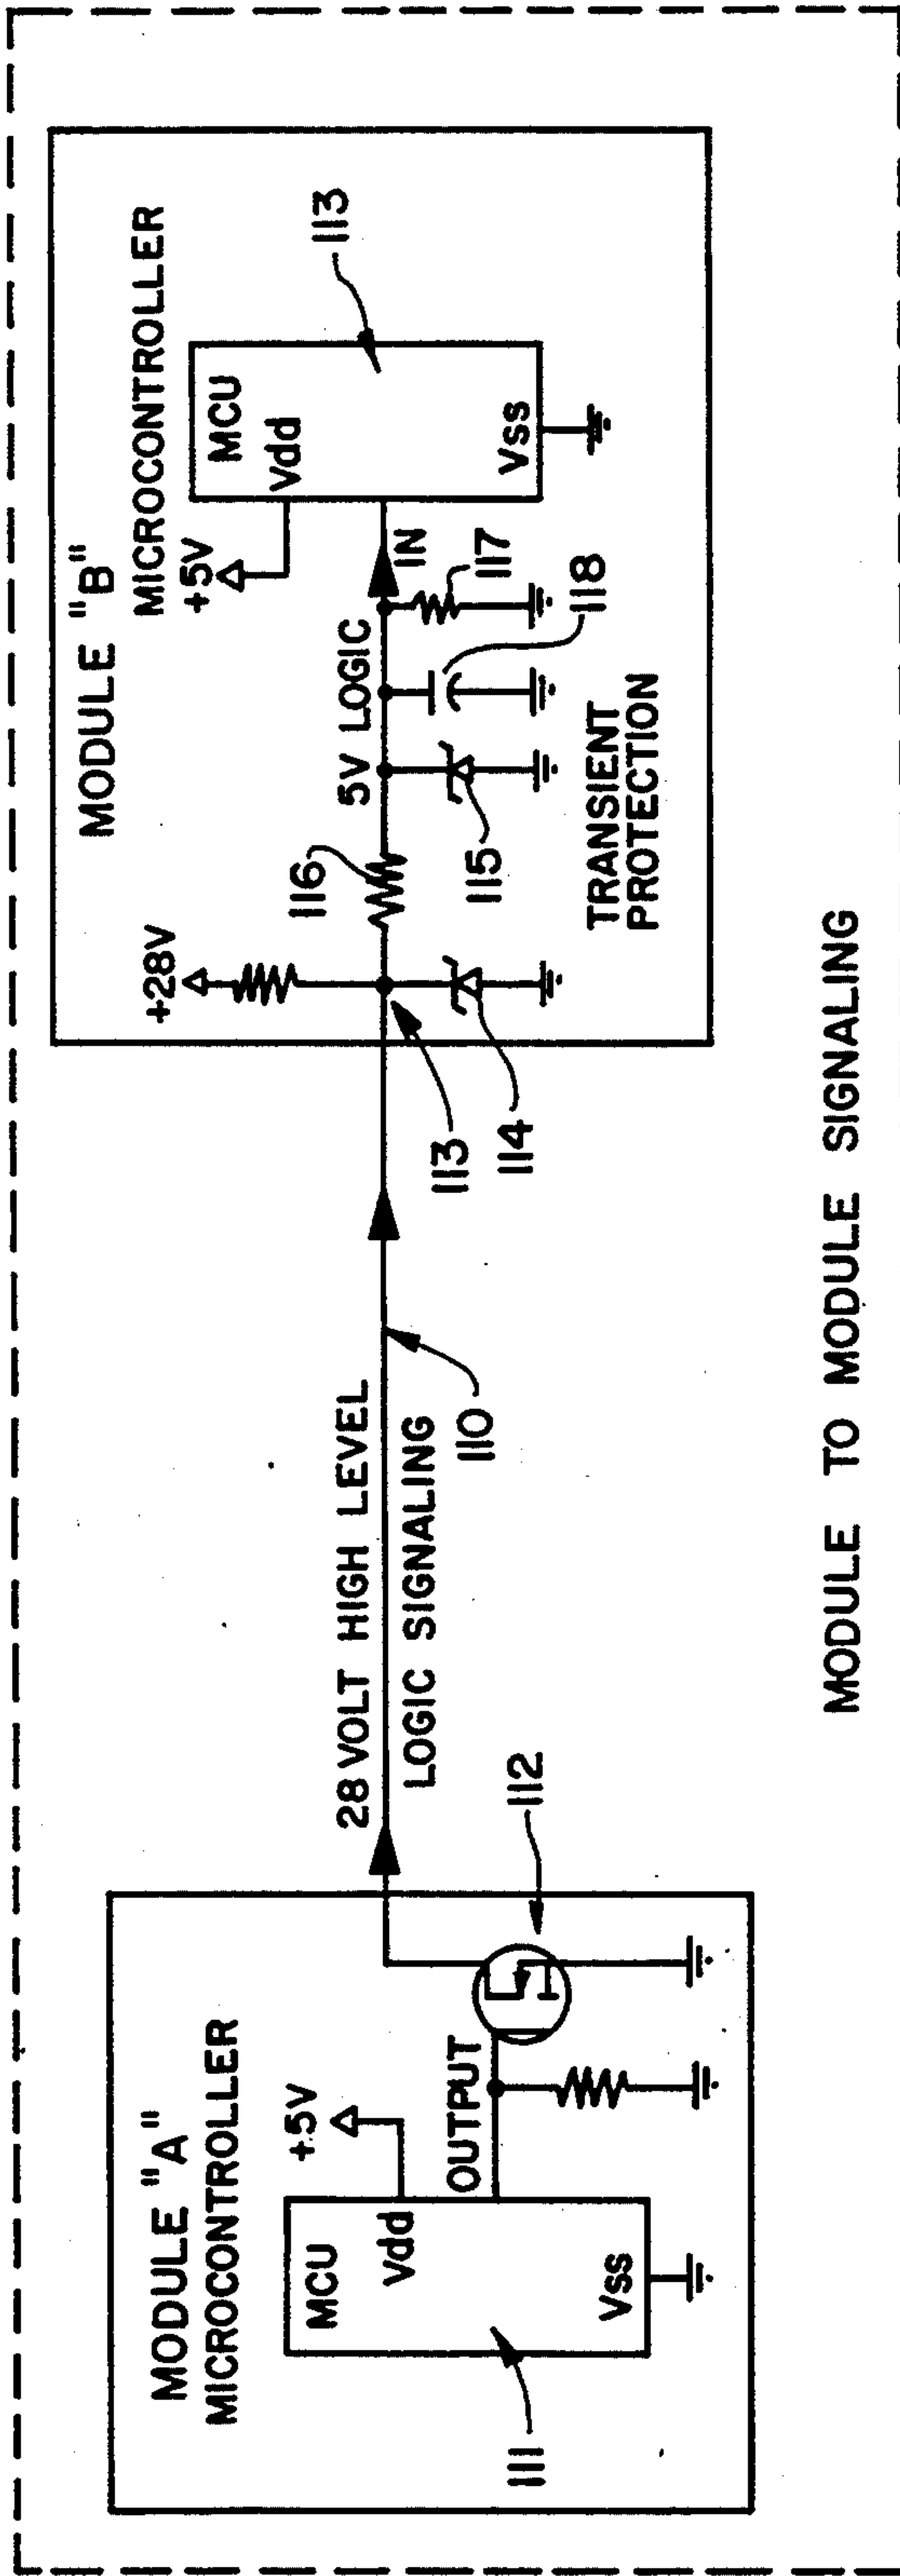 MODULE "A"
MICROCONTROLLER
MCU
Vdd
+5V
OUTPUT
Vss
111
112
28 VOLT HIGH LEVEL
LOGIC SIGNALING
110
MODULE "B"
MICROCONTROLLER
+28V
113
114
116
5V LOGIC
115
118
117
IN
+5V
MCU
Vdd
Vss
113
TRANSIENT
PROTECTION
MODULE TO MODULE SIGNALING